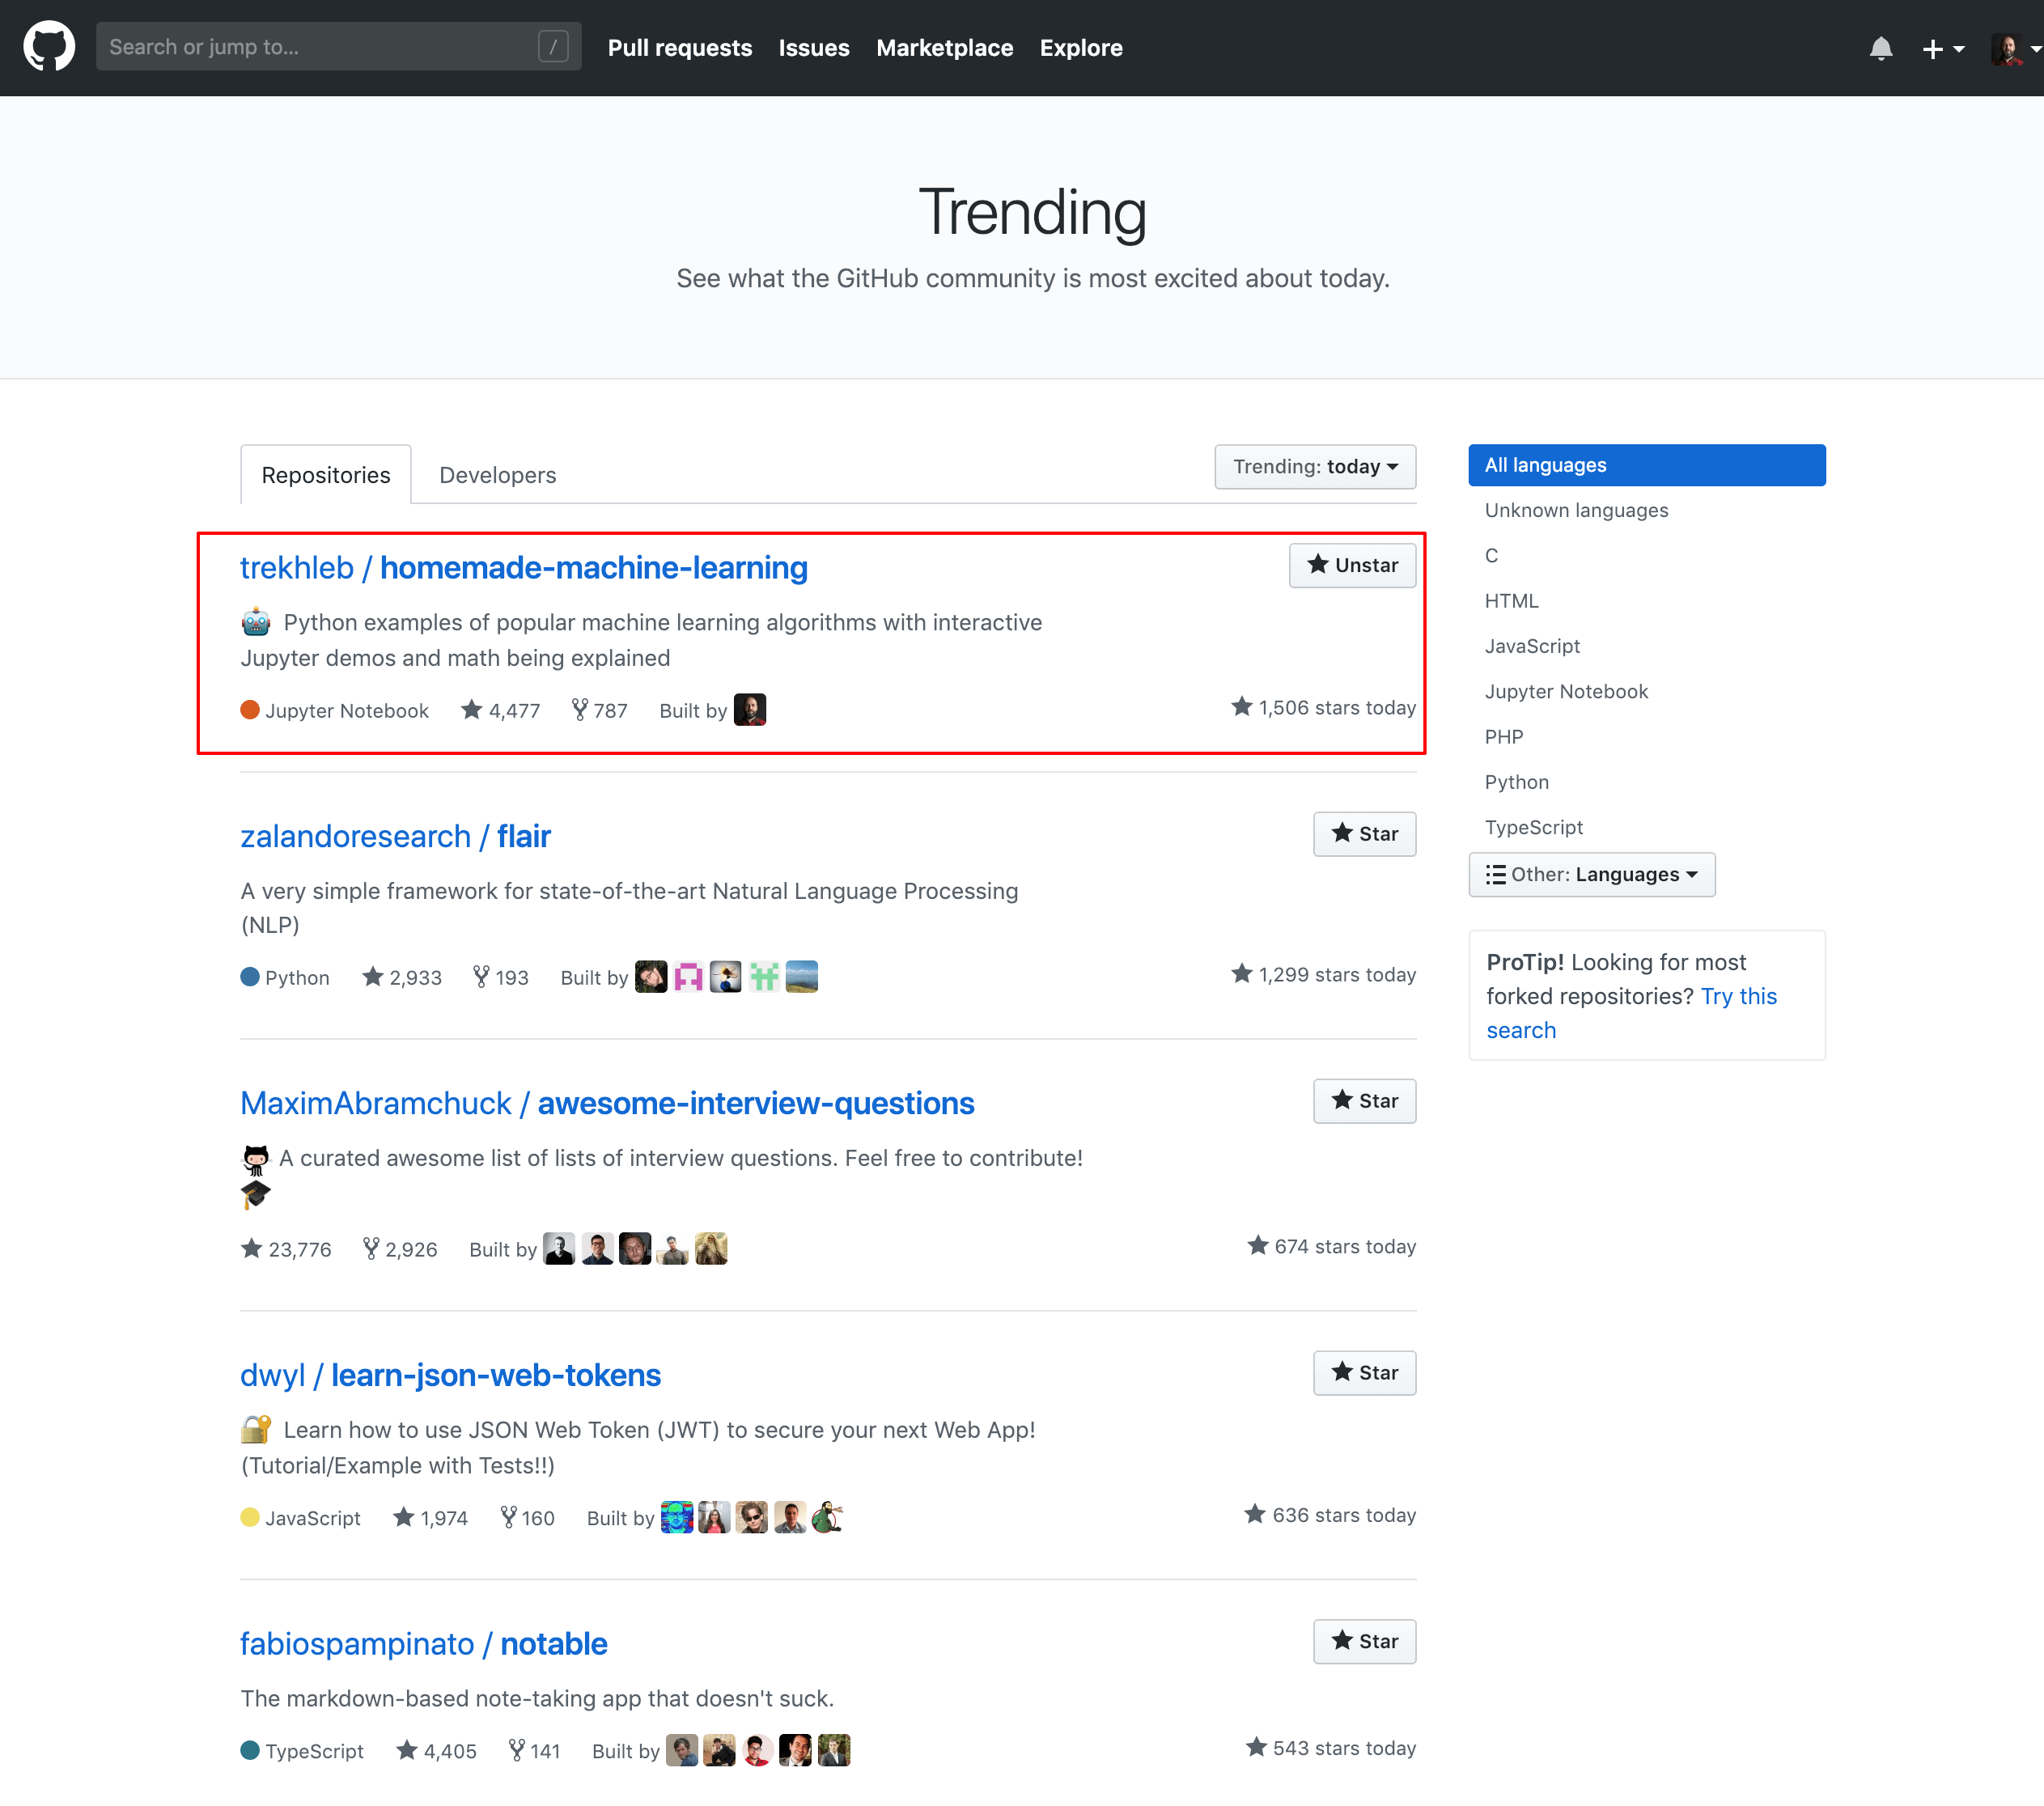 Search or jump to...
/
Pull requests
Issues
Marketplace
Explore
Trending
See what the GitHub community is most excited about today.
Repositories
Developers
Trending: today
trekhleb / homemade-machine-learning
Unstar
Python examples of popular machine learning algorithms with interactive
Jupyter demos and math being explained
Jupyter Notebook 4,477 787 Built by
1,506 stars today
zalandoresearch / flair
Star
A very simple framework for state-of-the-art Natural Language Processing
(NLP)
Python 2,933 193 Built by
1,299 stars today
MaximAbramchuck / awesome-interview-questions
Star
A curated awesome list of lists of interview questions. Feel free to contribute!
23,776 2,926 Built by
674 stars today
dwyl / learn-json-web-tokens
Star
Learn how to use JSON Web Token (JWT) to secure your next Web App!
(Tutorial/Example with Tests!!)
JavaScript 1,974 160 Built by
636 stars today
fabiospampinato / notable
Star
The markdown-based note-taking app that doesn't suck.
TypeScript 4,405 141 Built by
543 stars today
All languages
Unknown languages
C
HTML
JavaScript
Jupyter Notebook
PHP
Python
TypeScript
Other: Languages
ProTip! Looking for most
forked repositories? Try this
search